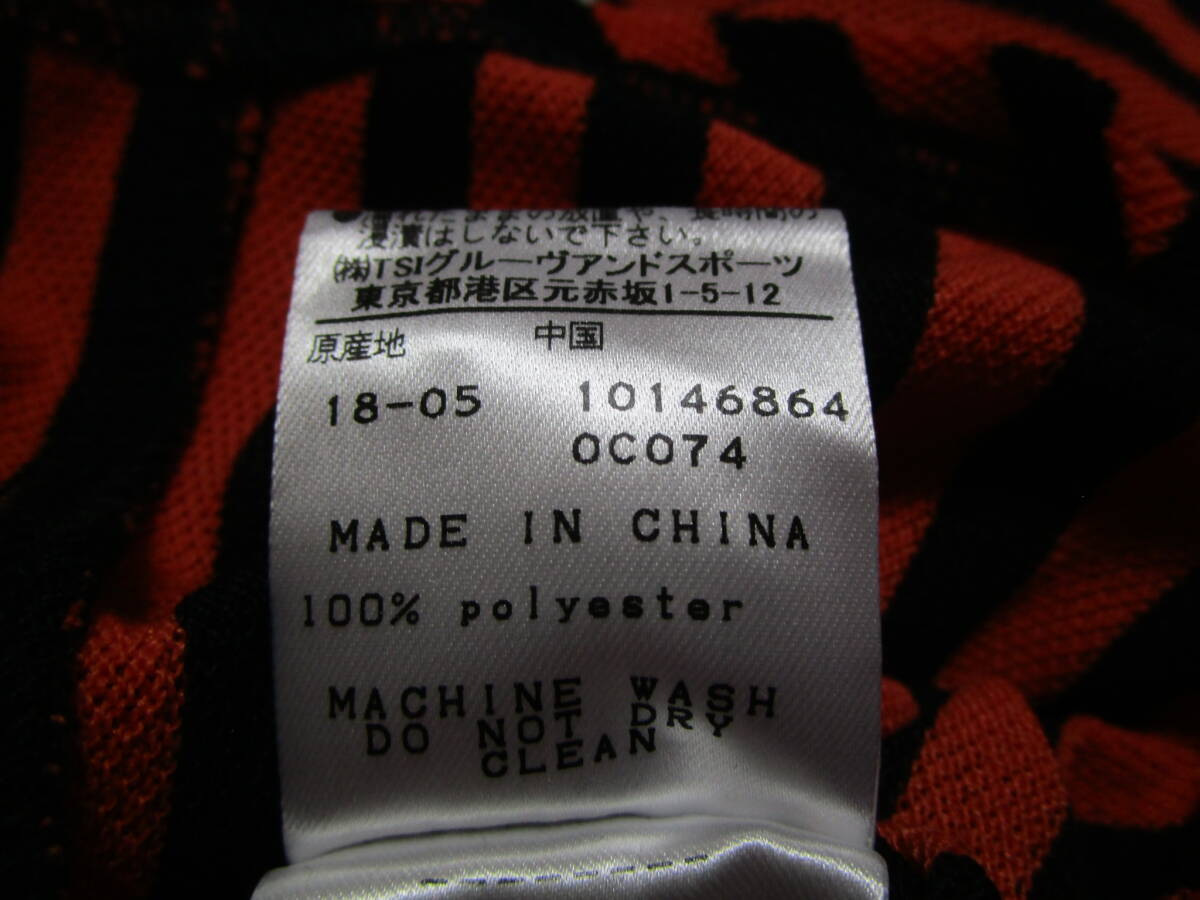 ●濡れたままの放置や、長時間の
浸漬はしないで下さい。
㈱TSIグルーヴアンドスポーツ
東京都港区元赤坂1-5-12
原産地 中国
18-05 10146864
0C074
MADE IN CHINA
100% polyester
MACHINE WASH
DO NOT DRY
CLEAN